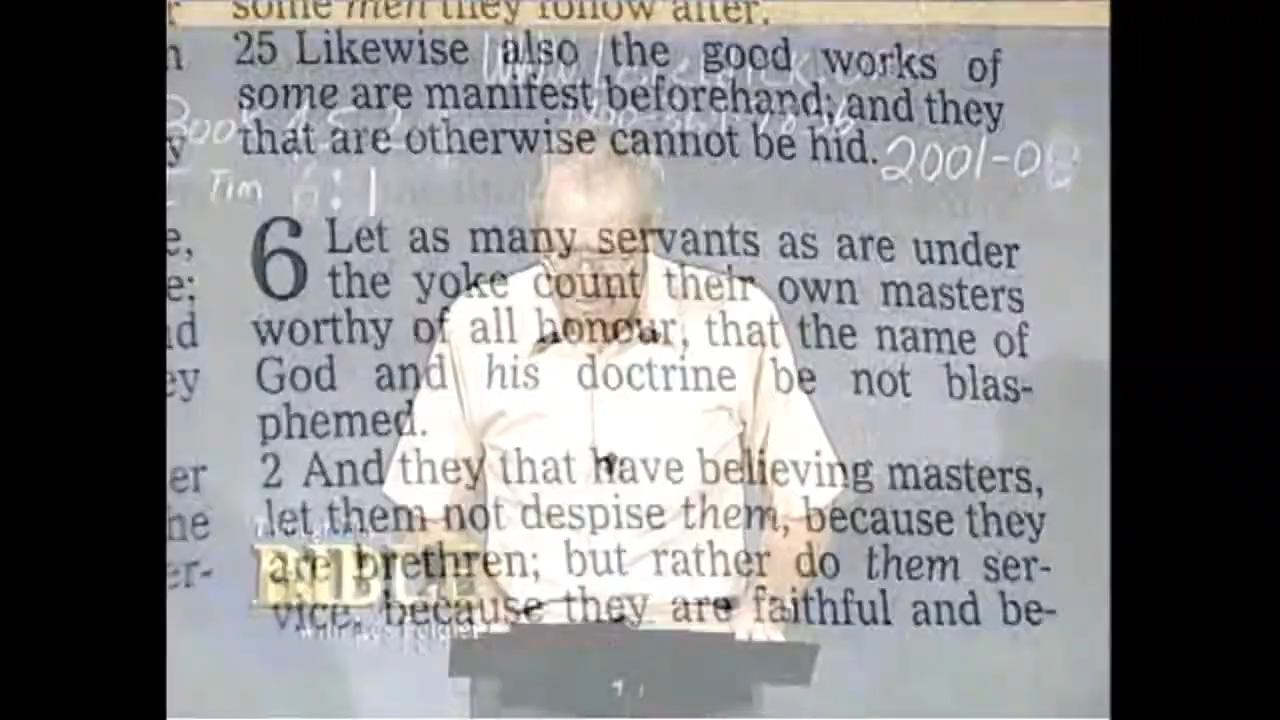 some men they follow after.
25 Likewise also the good works of
some are manifest beforehand; and they
that are otherwise cannot be hid.
2001-08
Tim 6:1
6 Let as many servants as are under
the yoke count their own masters
worthy of all honour, that the name of
God and his doctrine be not blas-
phemed.
2 And they that have believing masters,
let them not despise them, because they
are brethren; but rather do them ser-
vice, because they are faithful and be-